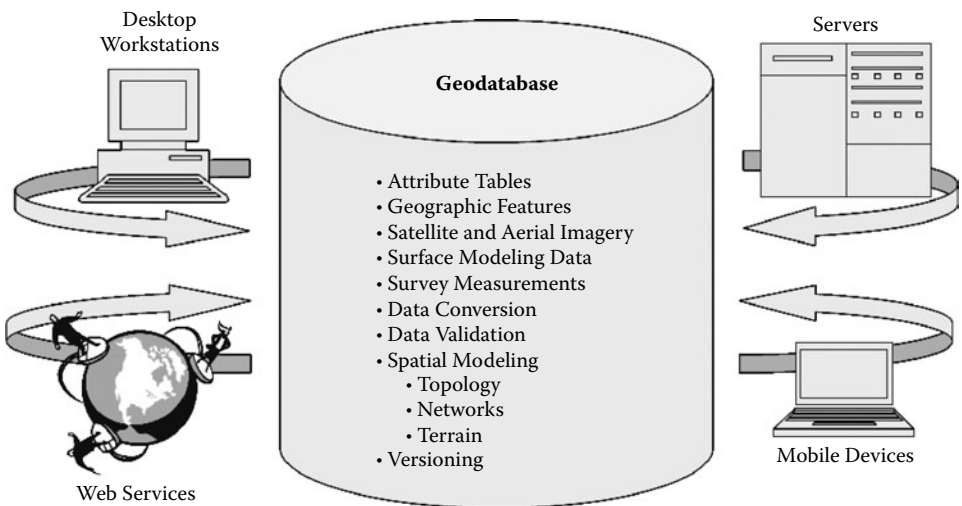 Desktop
Workstations
Servers
Geodatabase
• Attribute Tables
• Geographic Features
• Satellite and Aerial Imagery
• Surface Modeling Data
• Survey Measurements
• Data Conversion
• Data Validation
• Spatial Modeling
• Topology
• Networks
• Terrain
• Versioning
Web Services
Mobile Devices